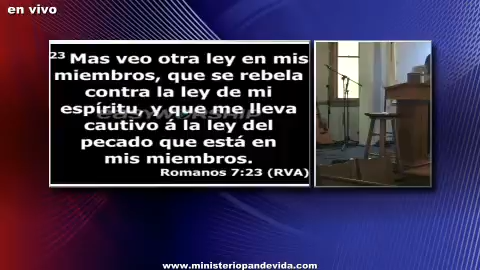 en vivo
23 Mas veo otra ley en mis
miembros, que se rebela
contra la ley de mi
espíritu, y que me lleva
cautivo á la ley del
pecado que está en
mis miembros.
Romanos 7:23 (RVA)
www.ministeriopandevida.com